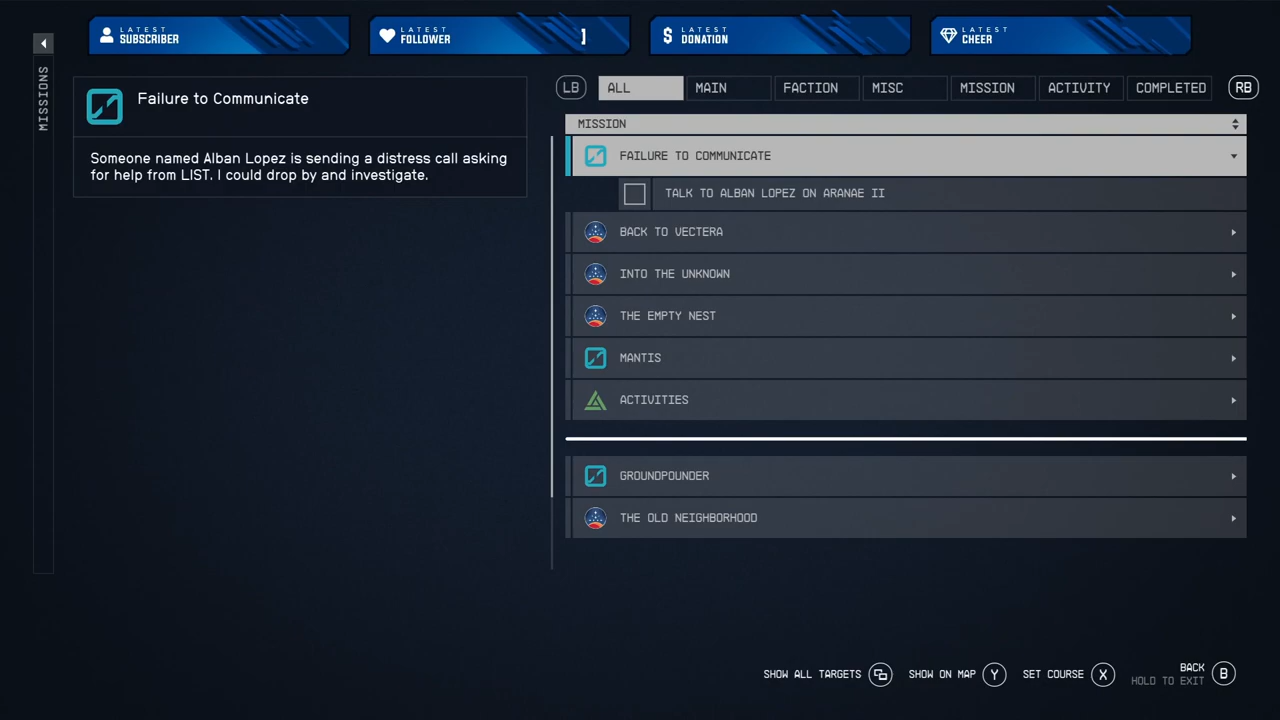 LATEST
SUBSCRIBER
LATEST
FOLLOWER
LATEST
DONATION
LATEST
CHEER
MISSIONS
Failure to Communicate
Someone named Alban Lopez is sending a distress call asking
for help from LIST. I could drop by and investigate.
LB
ALL
MAIN
FACTION
MISC
MISSION
ACTIVITY
COMPLETED
RB
MISSION
FAILURE TO COMMUNICATE
TALK TO ALBAN LOPEZ ON ARANAE II
BACK TO VECTERA
INTO THE UNKNOWN
THE EMPTY NEST
MANTIS
ACTIVITIES
GROUNDPOUNDER
THE OLD NEIGHBORHOOD
SHOW ALL TARGETS
SHOW ON MAP Y
SET COURSE X
BACK B
HOLD TO EXIT